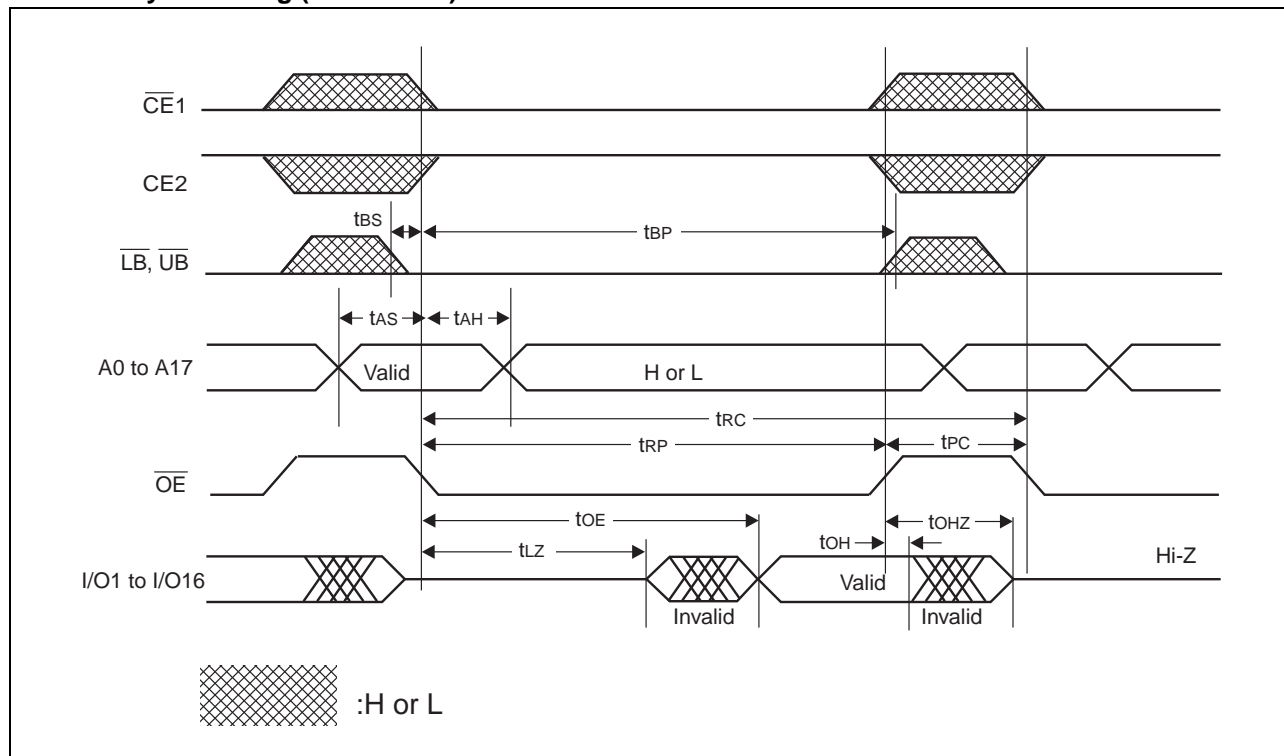 CE1
CE2
tBS
tBP
LB, UB
tAS
tAH
A0 to A17
Valid
H or L
tRC
tRP
tPC
OE
tOE
tOHZ
tLZ
tOH
Hi-Z
I/O1 to I/O16
Valid
Invalid
Invalid
:H or L